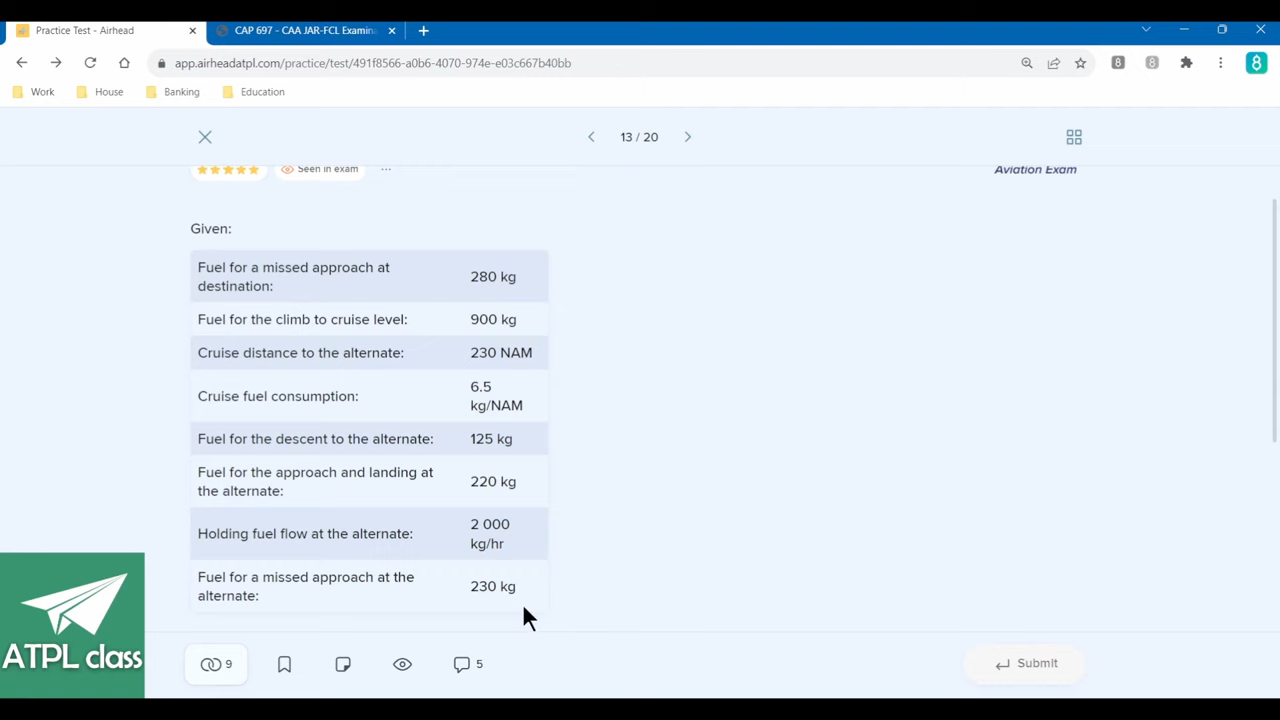 Practice Test - Airhead
CAP 697 - CAA JAR-FCL Examina
app.airheadatpl.com/practice/test/491f8566-a0b6-4070-974e-e03c667b40bb
8
8
8
Work
House
Banking
Education
13 / 20
Seen in exam
Aviation Exam
Given:
Fuel for a missed approach at
destination:
280 kg
Fuel for the climb to cruise level:
900 kg
Cruise distance to the alternate:
230 NAM
Cruise fuel consumption:
6.5
kg/NAM
Fuel for the descent to the alternate:
125 kg
Fuel for the approach and landing at
the alternate:
220 kg
Holding fuel flow at the alternate:
2 000
kg/hr
Fuel for a missed approach at the
alternate:
230 kg
ATPL class
9
5
Submit